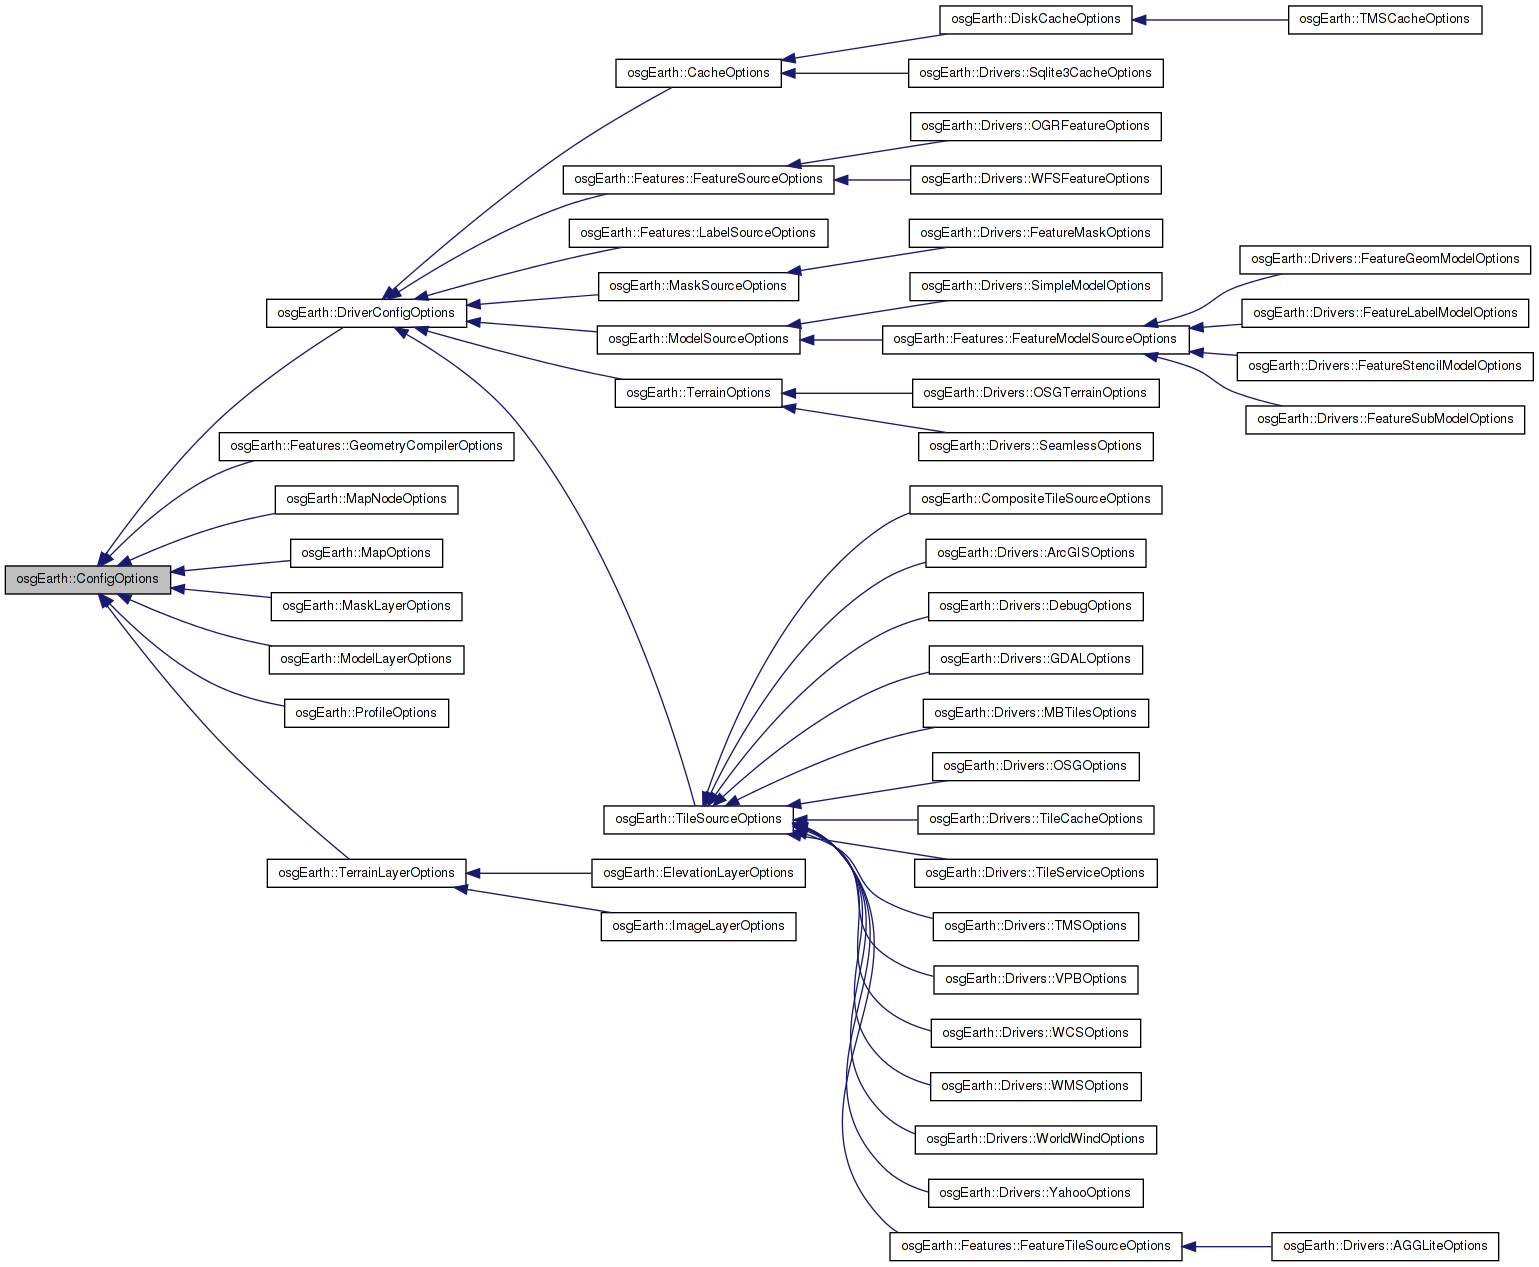 osgEarth::DiskCacheOptions
osgEarth::TMSCacheOptions
osgEarth::CacheOptions
osgEarth::Drivers::Sqlite3CacheOptions
osgEarth::Drivers::OGRFeatureOptions
osgEarth::Features::FeatureSourceOptions
osgEarth::Drivers::WFSFeatureOptions
osgEarth::Features::LabelSourceOptions
osgEarth::Drivers::FeatureMaskOptions
osgEarth::Drivers::FeatureGeomModelOptions
osgEarth::MaskSourceOptions
osgEarth::Drivers::SimpleModelOptions
osgEarth::DriverConfigOptions
osgEarth::Drivers::FeatureLabelModelOptions
osgEarth::ModelSourceOptions
osgEarth::Features::FeatureModelSourceOptions
osgEarth::Drivers::FeatureStencilModelOptions
osgEarth::TerrainOptions
osgEarth::Drivers::OSGTerrainOptions
osgEarth::Drivers::FeatureSubModelOptions
osgEarth::Features::GeometryCompilerOptions
osgEarth::Drivers::SeamlessOptions
osgEarth::MapNodeOptions
osgEarth::CompositeTileSourceOptions
osgEarth::MapOptions
osgEarth::Drivers::ArcGISOptions
osgEarth::ConfigOptions
osgEarth::MaskLayerOptions
osgEarth::Drivers::DebugOptions
osgEarth::ModelLayerOptions
osgEarth::Drivers::GDALOptions
osgEarth::ProfileOptions
osgEarth::Drivers::MBTilesOptions
osgEarth::Drivers::OSGOptions
osgEarth::TileSourceOptions
osgEarth::Drivers::TileCacheOptions
osgEarth::TerrainLayerOptions
osgEarth::ElevationLayerOptions
osgEarth::Drivers::TileServiceOptions
osgEarth::ImageLayerOptions
osgEarth::Drivers::TMSOptions
osgEarth::Drivers::VPBOptions
osgEarth::Drivers::WCSOptions
osgEarth::Drivers::WMSOptions
osgEarth::Drivers::WorldWindOptions
osgEarth::Drivers::YahooOptions
osgEarth::Features::FeatureTileSourceOptions
osgEarth::Drivers::AGGLiteOptions